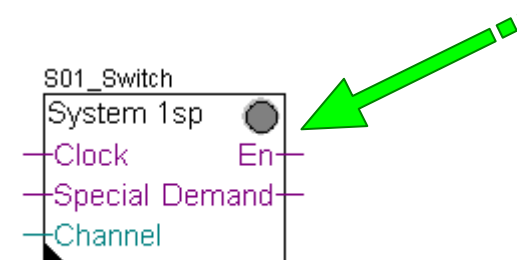 S01_Switch
System 1sp
Clock En
Special Demand
Channel